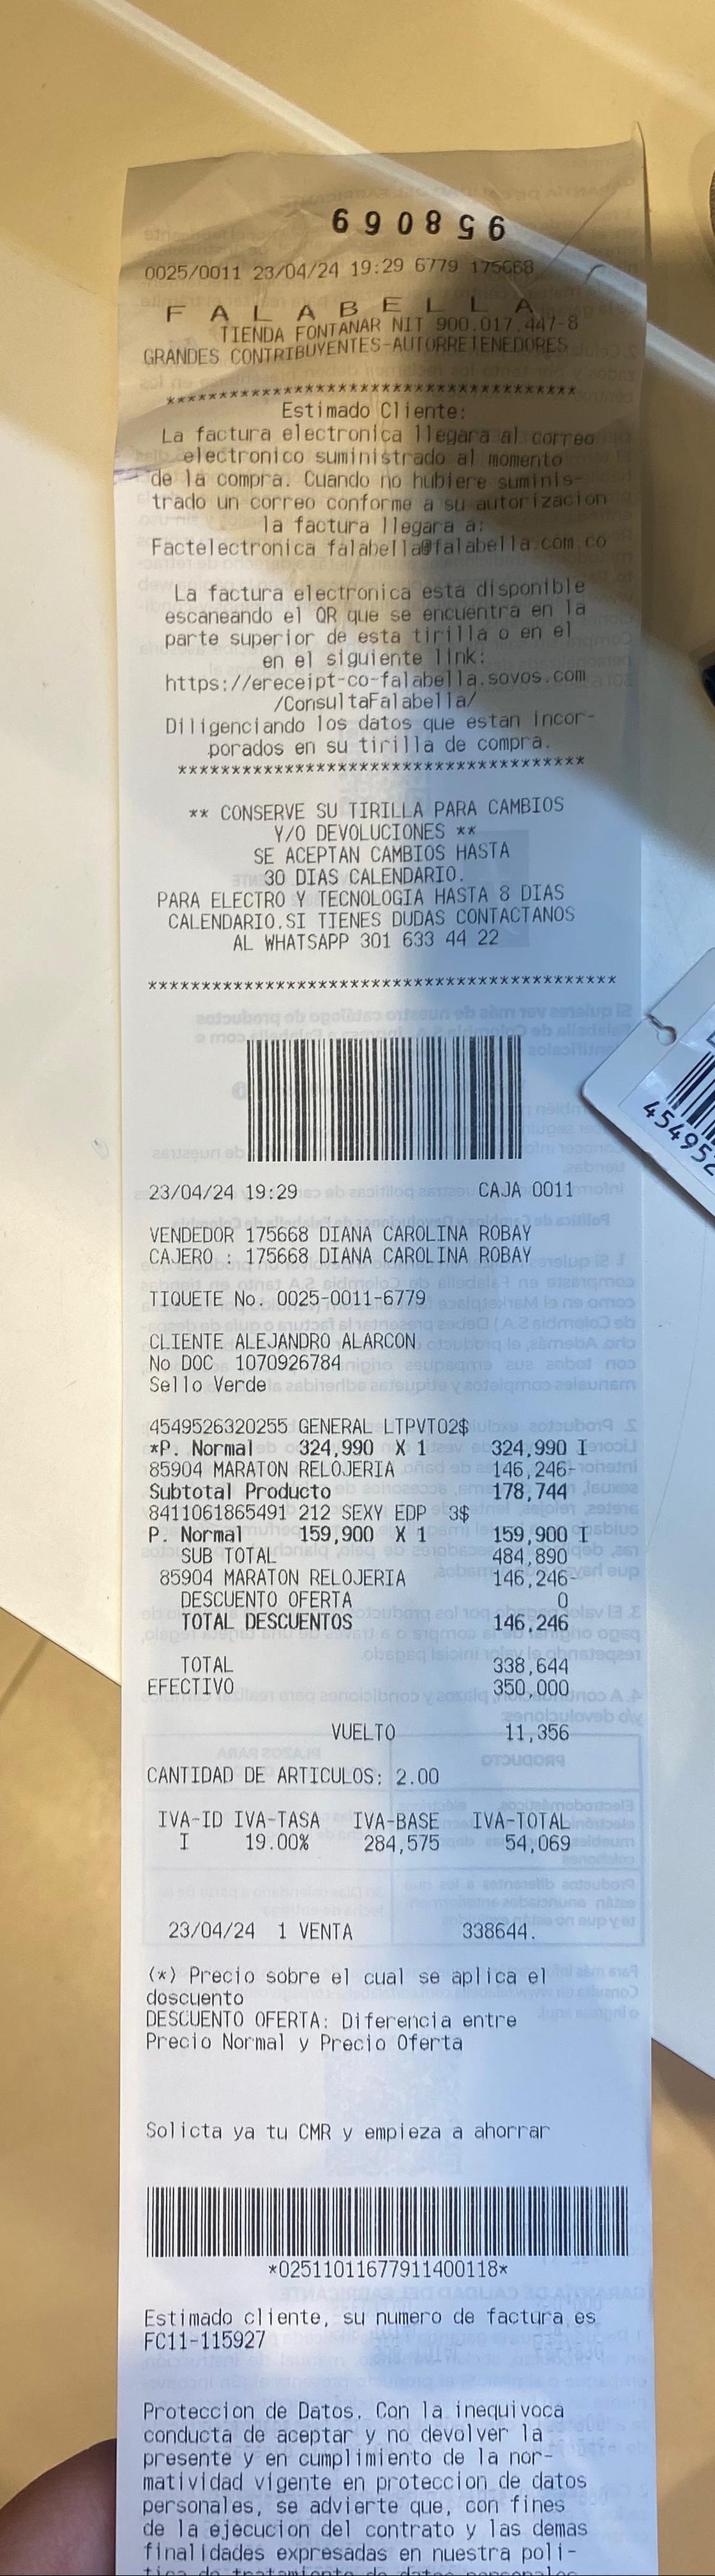 958069
0025/0011 23/04/24 19:29 6779 175668
F A L A B E L L A
TIENDA FONTANAR NIT 900.017.447-8
GRANDES CONTRIBUYENTES-AUTORRETENEDORES
***************************************
Estimado Cliente:
La factura electronica llegara al correo
electronico suministrado al momento
de la compra. Cuando no hubiere suminis-
trado un correo conforme a su autorizacion
la factura llegara a:
Factelectronica falabella@falabella.com.co
La factura electronica esta disponible
escaneando el QR que se encuentra en la
parte superior de esta tirilla o en el
en el siguiente link:
https://ereceipt-co-falabella.sovos.com
/ConsultaFalabella/
Diligenciando los datos que estan incor-
porados en su tirilla de compra.
***************************************
** CONSERVE SU TIRILLA PARA CAMBIOS
Y/O DEVOLUCIONES **
SE ACEPTAN CAMBIOS HASTA
30 DIAS CALENDARIO.
PARA ELECTRO Y TECNOLOGIA HASTA 8 DIAS
CALENDARIO.SI TIENES DUDAS CONTACTANOS
AL WHATSAPP 301 633 44 22
********************************************
23/04/24 19:29 CAJA 0011
VENDEDOR 175668 DIANA CAROLINA ROBAY
CAJERO : 175668 DIANA CAROLINA ROBAY
TIQUETE No. 0025-0011-6779
CLIENTE ALEJANDRO ALARCON
No DOC 1070926784
Sello Verde
4549526320255 GENERAL LTPVT02$
*P. Normal 324,990 X 1 324,990 I
85904 MARATON RELOJERIA 146,246-
Subtotal Producto 178,744
8411061865491 212 SEXY EDP 3$
P. Normal 159,900 X 1 159,900 I
SUB TOTAL 484,890
85904 MARATON RELOJERIA 146,246-
DESCUENTO OFERTA 0
TOTAL DESCUENTOS 146,246
TOTAL 338,644
EFECTIVO 350,000
VUELTO 11,356
CANTIDAD DE ARTICULOS: 2.00
IVA-ID IVA-TASA IVA-BASE IVA-TOTAL
I 19.00% 284,575 54,069
23/04/24 1 VENTA 338644.
(*) Precio sobre el cual se aplica el
doscuento
DESCUENTO OFERTA: Diferencia entre
Precio Normal y Precio Oferta
Solicta ya tu CMR y empieza a ahorrar
*02511011677911400118*
Estimado cliente, su numero de factura es
FC11-115927
Proteccion de Datos. Con la inequivoca
conducta de aceptar y no devolver la
presente y en cumplimiento de la nor-
matividad vigente en proteccion de datos
personales, se advierte que, con fines
de la ejecucion del contrato y las demas
finalidades expresadas en nuestra poli-
tica de tratamiento de datos personales
454952